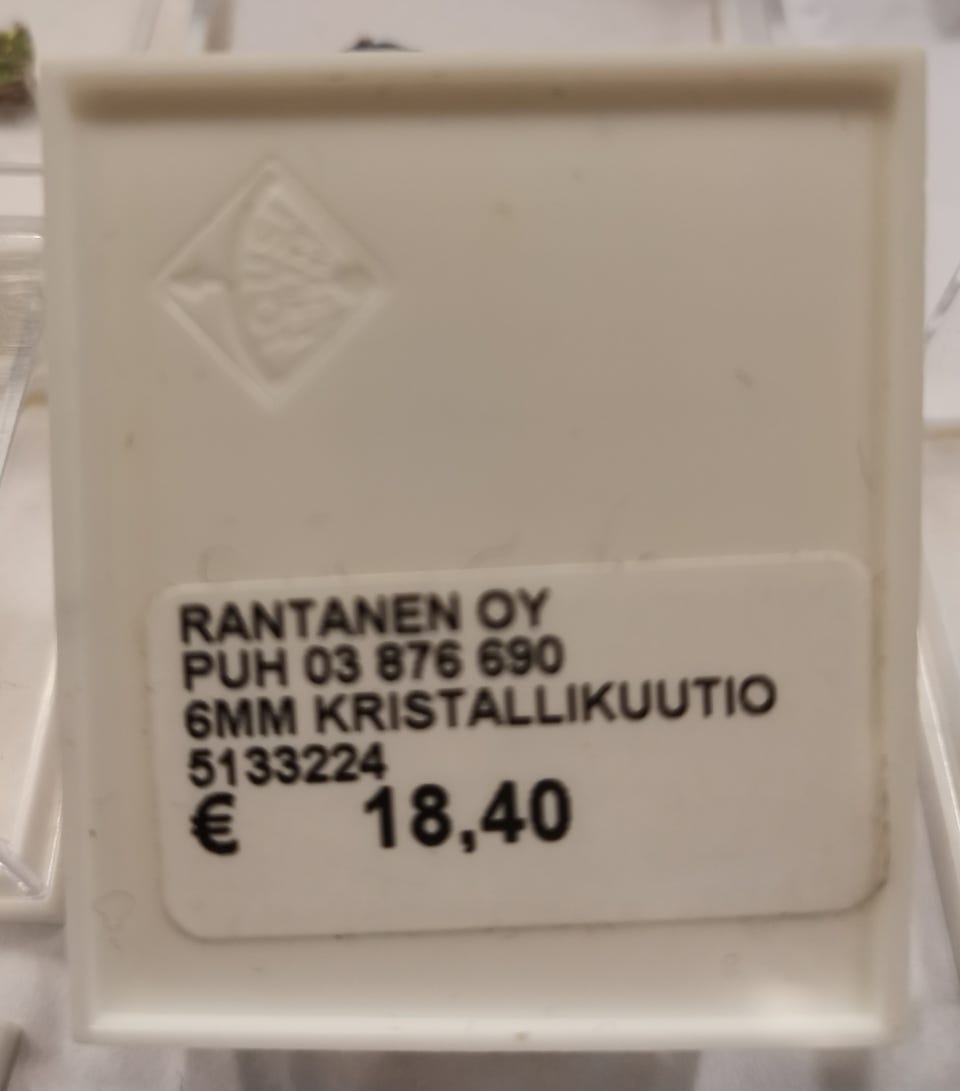 RANTANEN OY
PUH 03 876 690
6MM KRISTALLIKUUTIO
5133224
€ 18,40